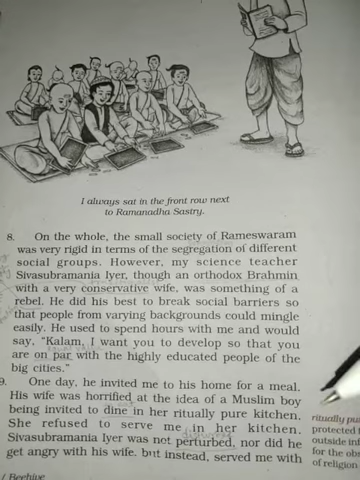 I always sat in the front row next
to Ramanadha Sastry.
8. On the whole, the small society of Rameswaram
was very rigid in terms of the segregation of different
social groups. However, my science teacher
Sivasubramania Iyer, though an orthodox Brahmin
with a very conservative wife, was something of a
rebel. He did his best to break social barriers so
that people from varying backgrounds could mingle
easily. He used to spend hours with me and would
say, “Kalam, I want you to develop so that you
are on par with the highly educated people of the
big cities.”
9. One day, he invited me to his home for a meal.
His wife was horrified at the idea of a Muslim boy
being invited to dine in her ritually pure kitchen.
She refused to serve me in her kitchen.
Sivasubramania Iyer was not perturbed, nor did he
get angry with his wife, but instead, served me with
ritually pu
protected
outside inf
for the obs
of religion
/ Beehive